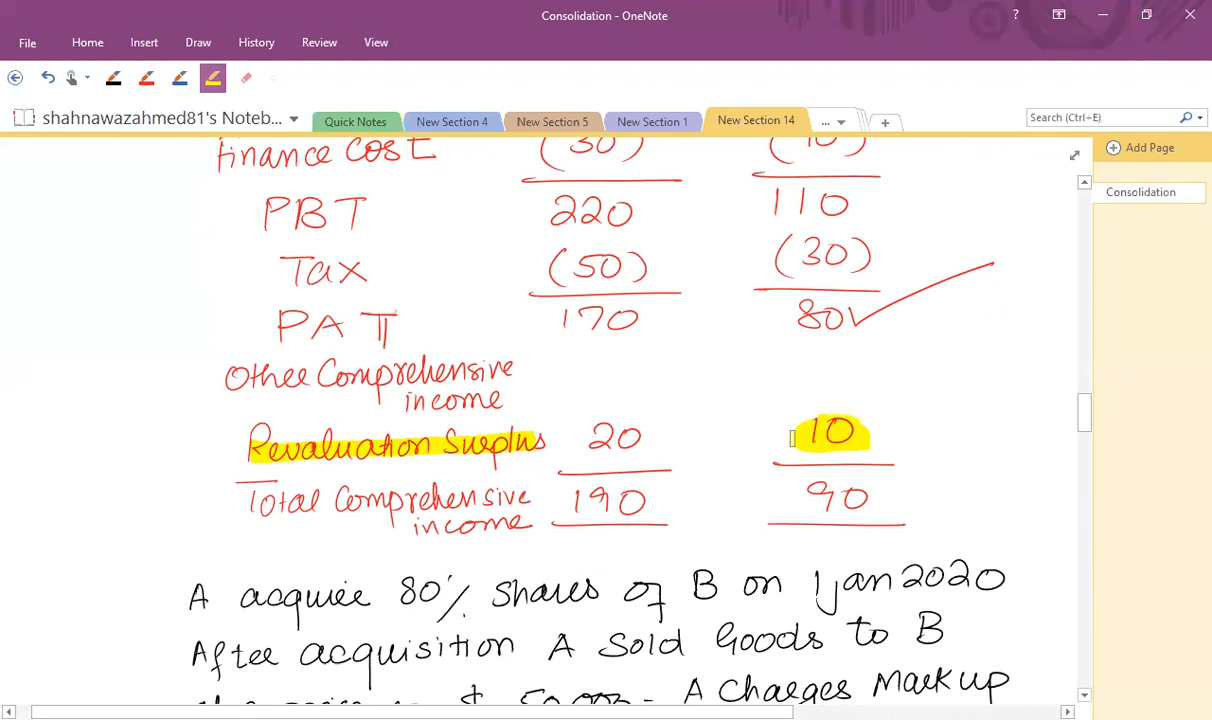 Consolidation - OneNote
?
File Home Insert Draw History Review View
shahnawazahmed81's Noteb... Quick Notes New Section 4 New Section 5 New Section 1 New Section 14 ... Search (Ctrl+E)
Add Page
Consolidation
Finance Cost (30) (10)
PBT 220 110
Tax (50) (30)
PAT 170 80
Other Comprehensive
income
Revaluation Surplus 20 10
Total Comprehensive 190 90
income
A acquire 80% shares of B on 1 jan 2020
After acquisition A Sold Goods to B
A Charges Markup